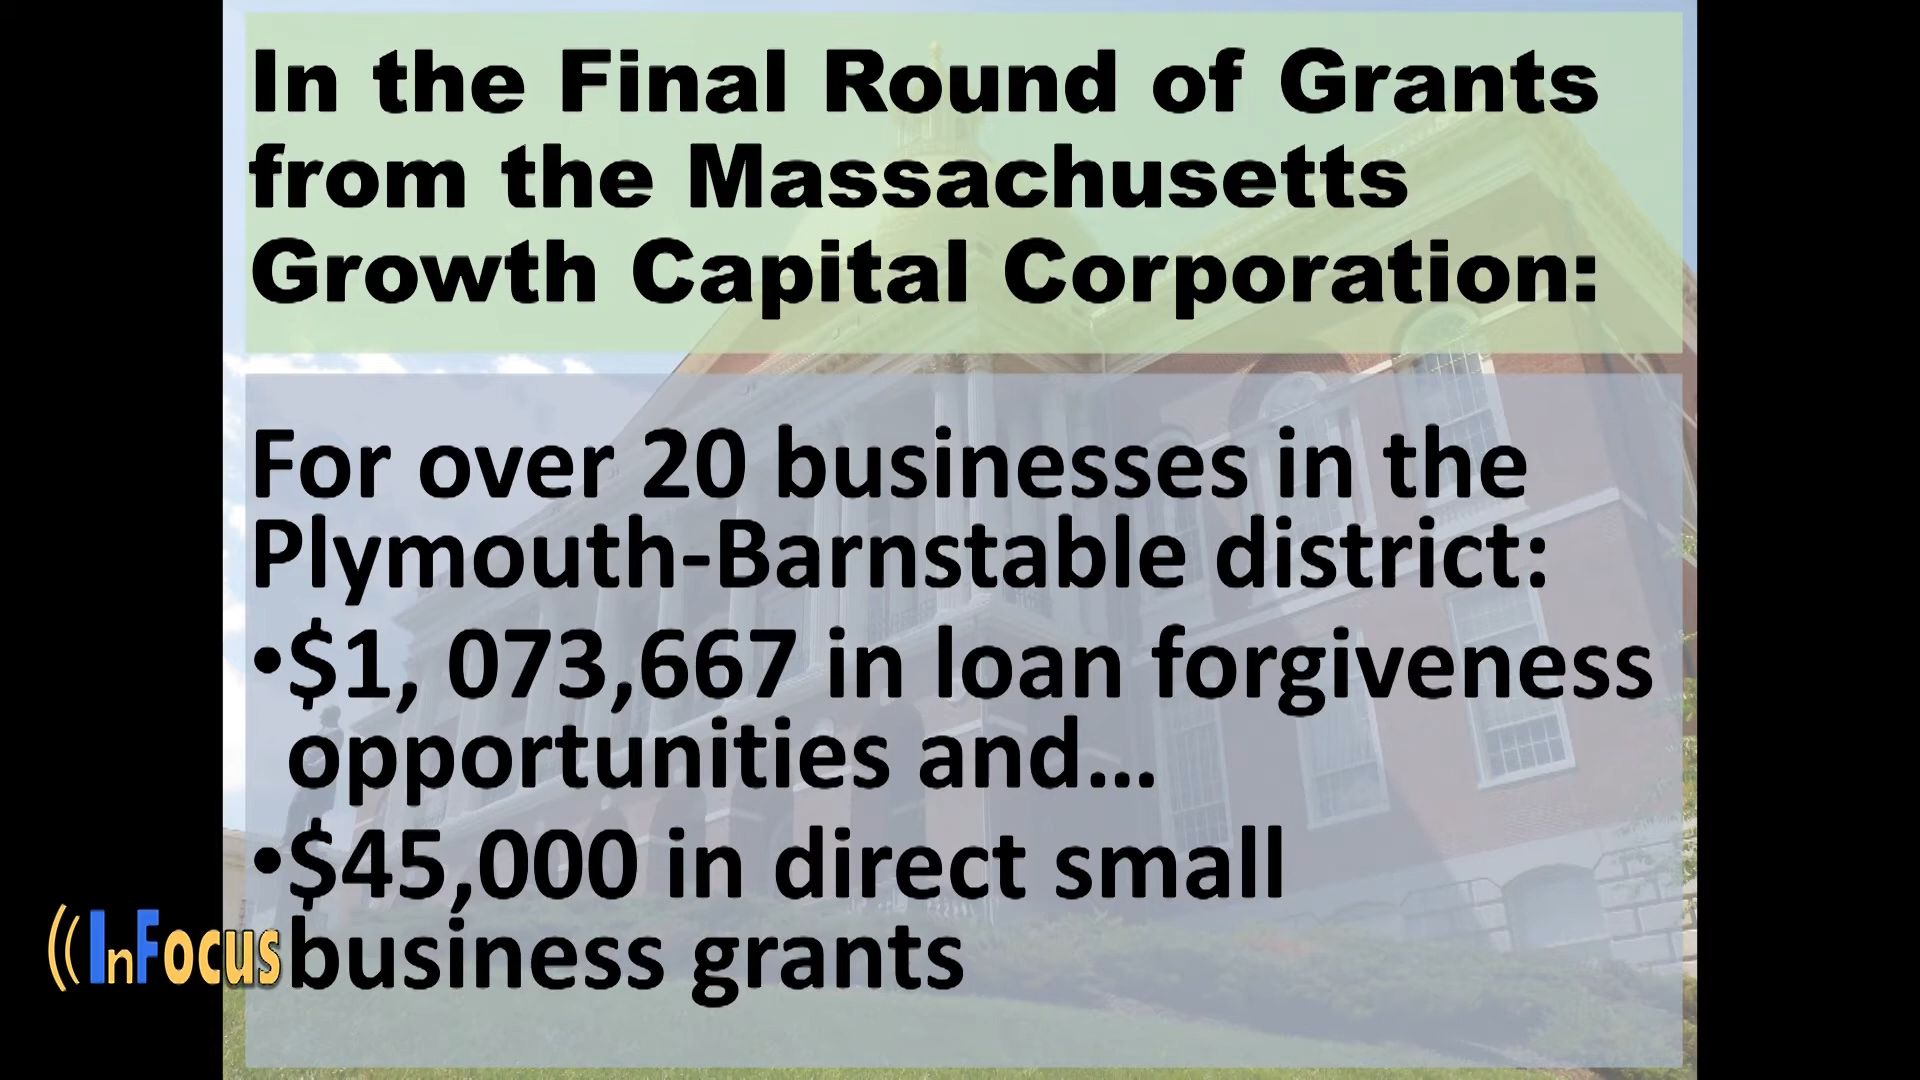 In the Final Round of Grants
from the Massachusetts
Growth Capital Corporation:
For over 20 businesses in the
Plymouth-Barnstable district:
•$1, 073,667 in loan forgiveness
opportunities and...
•$45,000 in direct small
business grants
InFocus